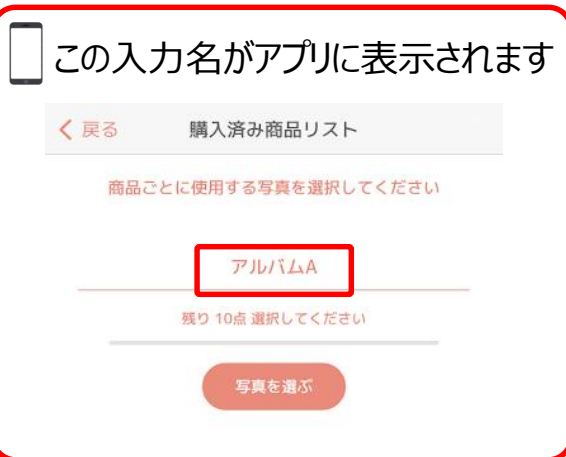 この入力名がアプリに表示されます
戻る 購入済み商品リスト
商品ごとに使用する写真を選択してください
アルバムA
残り 10点 選択してください
写真を選ぶ